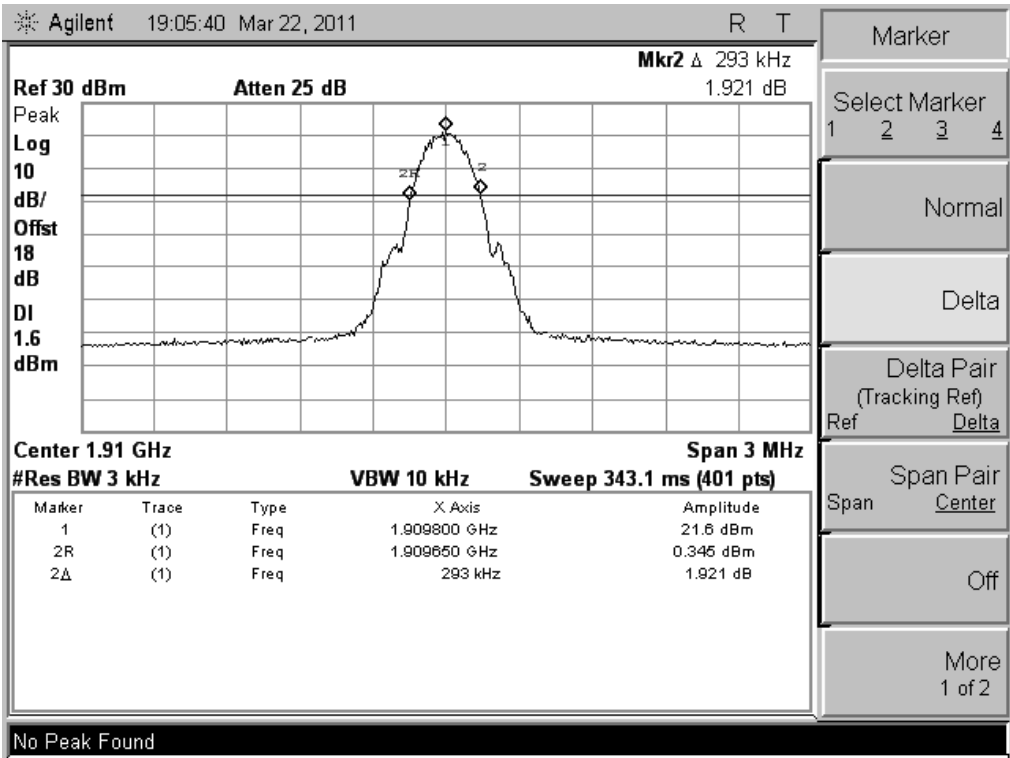 Agilent 19:05:40 Mar 22, 2011 R T
Mkr2 Δ 293 kHz
Ref 30 dBm Atten 25 dB 1.921 dB
Peak
Log
10
dB/
Offst
18
dB
DI
1.6
dBm
1
2R
2
Center 1.91 GHz Span 3 MHz
#Res BW 3 kHz VBW 10 kHz Sweep 343.1 ms (401 pts)
Marker Trace Type X Axis Amplitude
1 (1) Freq 1.909800 GHz 21.6 dBm
2R (1) Freq 1.909650 GHz 0.345 dBm
2Δ (1) Freq 293 kHz 1.921 dB
No Peak Found
Marker
Select Marker
1 2 3 4
Normal
Delta
Delta Pair
(Tracking Ref)
Ref Delta
Span Pair
Span Center
Off
More
1 of 2